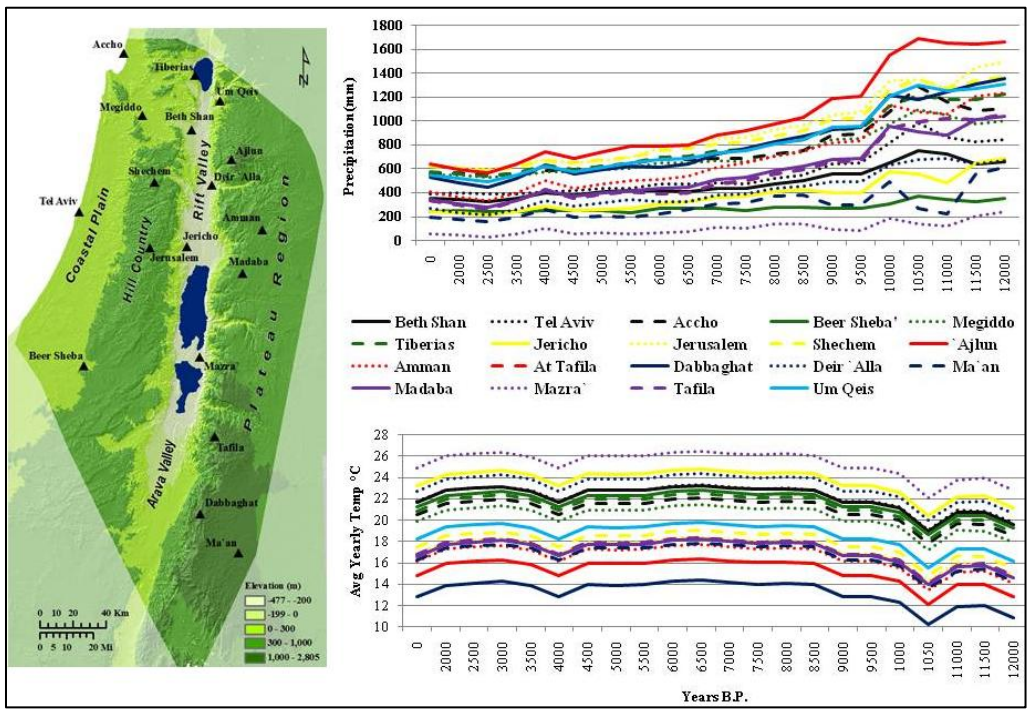 Accho
Tiberias
Um Qeis
Megiddo
Beth Shan
Ajlun
Shechem
Deir `Alla
Rift Valley
Tel Aviv
Amman
Coastal Plain
Hill Country
Jericho
Jerusalem
Madaba
Plateau Region
Beer Sheba
Mazra`
Arava Valley
Tafila
Dabbaghat
Ma`an
Elevation (m)
-477 - -200
-199 - 0
0 - 300
300 - 1,000
1,000 - 2,805
0 10 20 40 Km
0 5 10 20 Mi
N
Precipitation(mm)
1800
1600
1400
1200
1000
800
600
400
200
0
0 2000 2500 3000 4000 4500 5000 5500 6000 6500 7000 7500 8000 8500 9000 9500 10000 10500 11000 11500 12000
Beth Shan Tel Aviv Accho Beer Sheba' Megiddo
Tiberias Jericho Jerusalem Shechem `Ajlun
Amman At Tafila Dabbaghat Deir `Alla Ma`an
Madaba Mazra` Tafila Um Qeis
Avg Yearly Temp °C
28
26
24
22
20
18
16
14
12
10
0 2000 2500 3000 3500 4000 4500 5000 5500 6000 6500 7000 7500 8000 8500 9000 9500 1000 1050 11000 11500 12000
Years B.P.